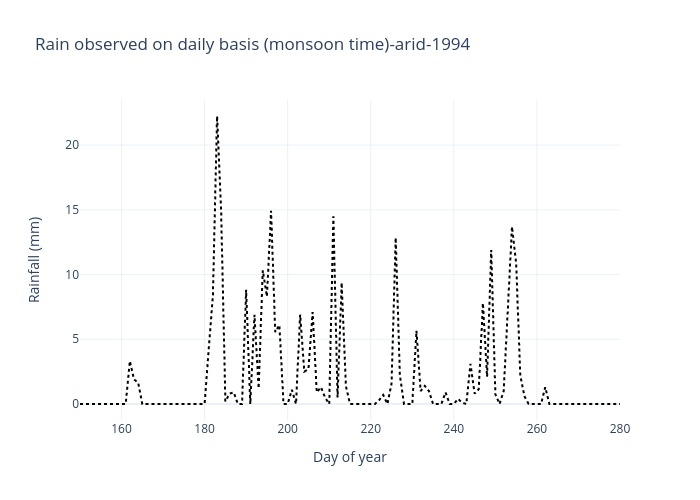 Rain observed on daily basis (monsoon time)-arid-1994
20
15
10
5
0
Rainfall (mm)
160 180 200 220 240 260 280
Day of year